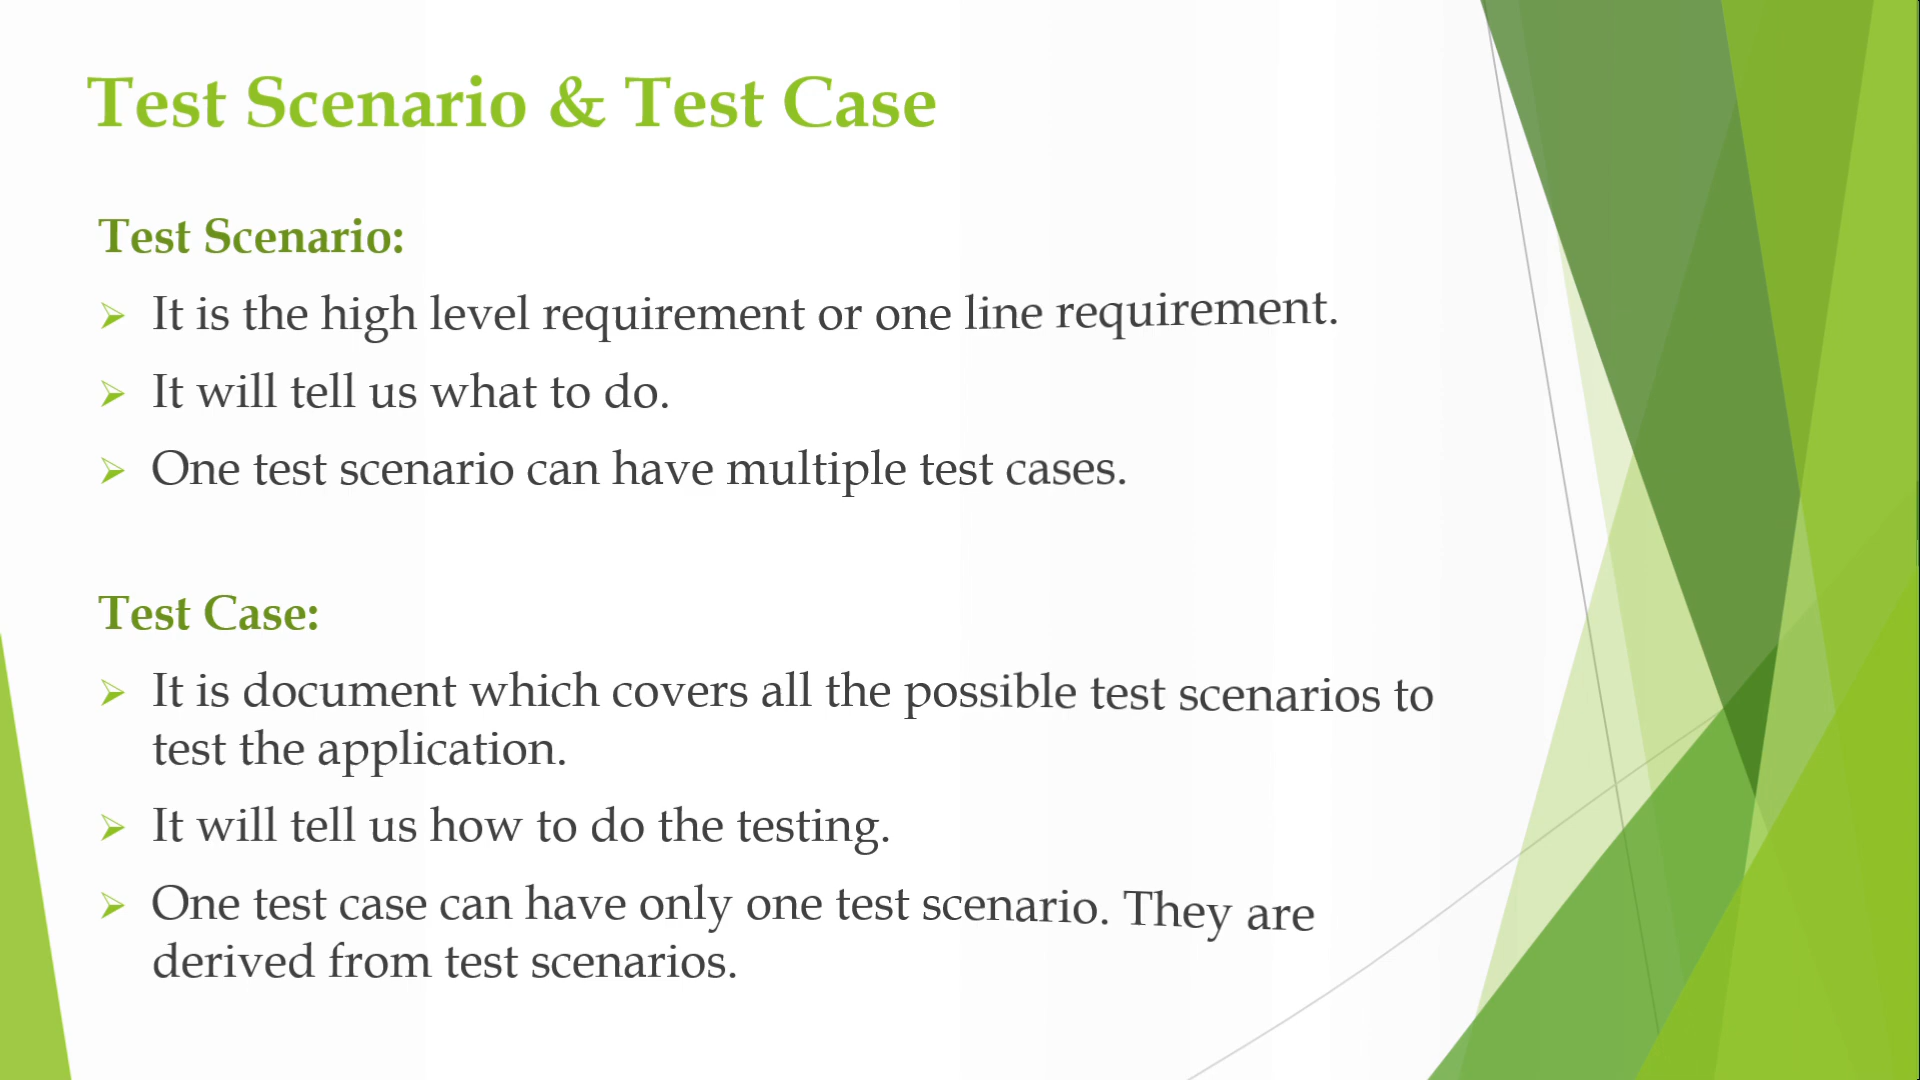 Test Scenario & Test Case
Test Scenario:
It is the high level requirement or one line requirement.
It will tell us what to do.
One test scenario can have multiple test cases.
Test Case:
It is document which covers all the possible test scenarios to
test the application.
It will tell us how to do the testing.
One test case can have only one test scenario. They are
derived from test scenarios.